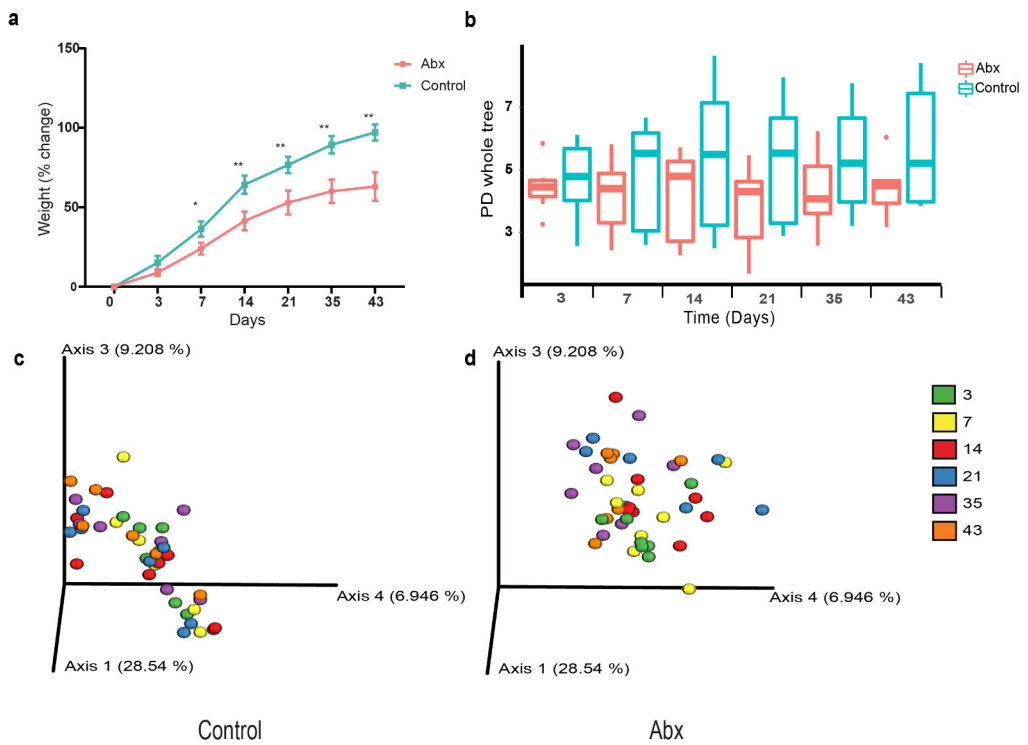 a
150
100
50
0
Weight (% change)
*
**
**
**
**
0 3 7 14 21 35 43
Days
Abx
Control
b
7
5
3
PD whole tree
3 7 14 21 35 43
Time (Days)
Abx
Control
c
Axis 3 (9.208 %)
Axis 4 (6.946 %)
Axis 1 (28.54 %)
Control
d
Axis 3 (9.208 %)
Axis 4 (6.946 %)
Axis 1 (28.54 %)
Abx
3
7
14
21
35
43